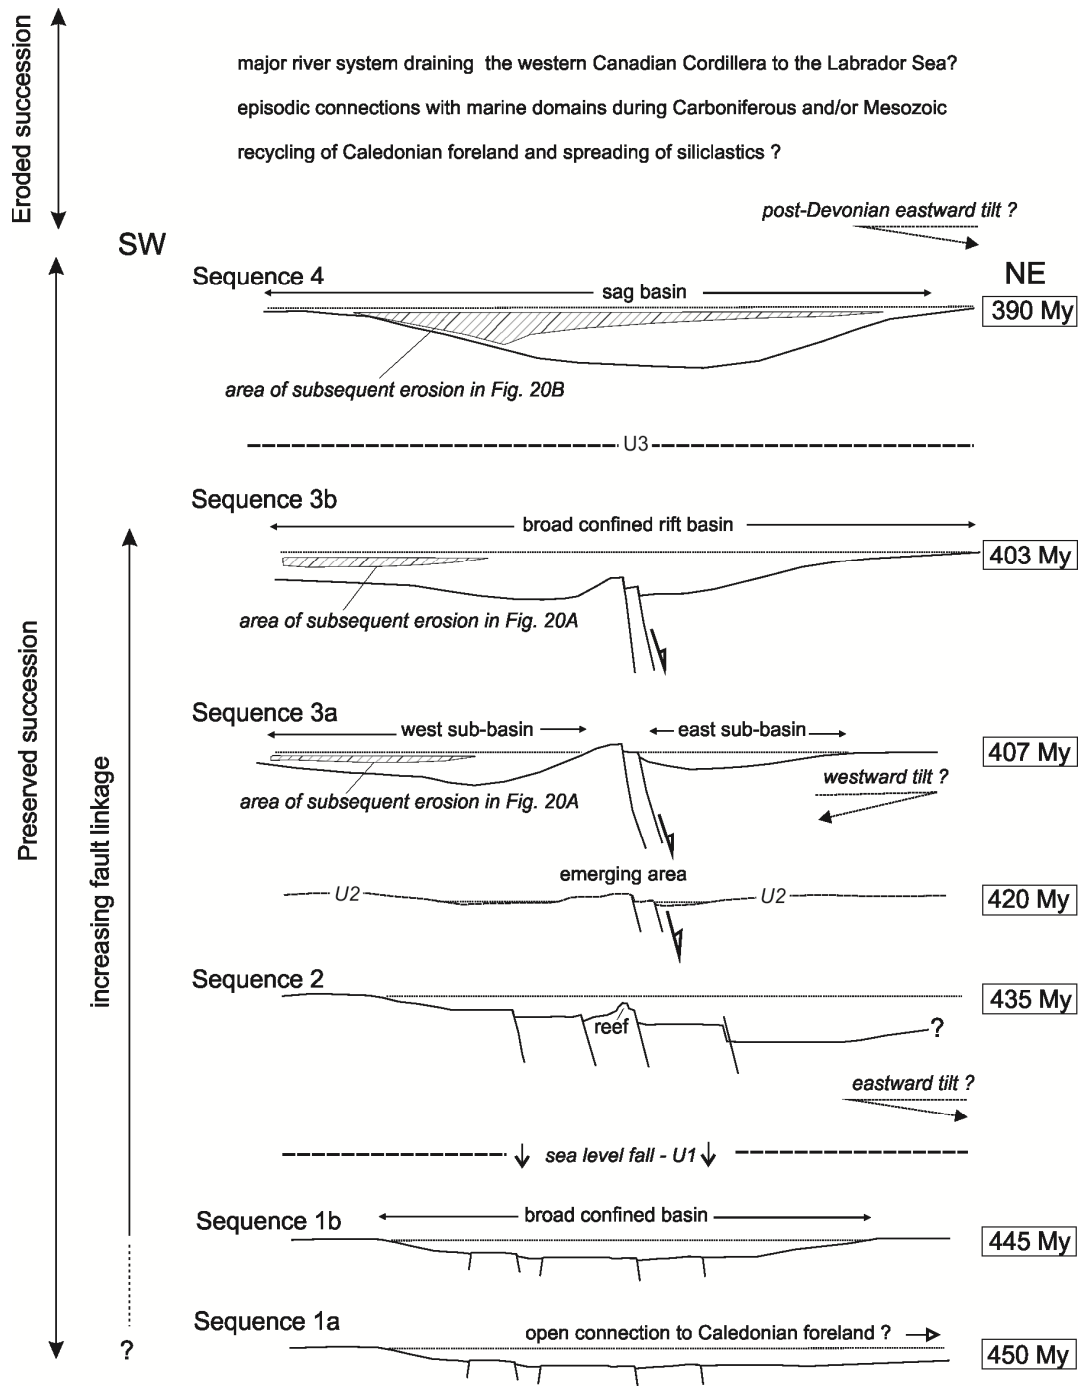 Eroded succession
major river system draining the western Canadian Cordillera to the Labrador Sea?
episodic connections with marine domains during Carboniferous and/or Mesozoic
recycling of Caledonian foreland and spreading of siliclastics ?
post-Devonian eastward tilt ?
SW
NE
Sequence 4
sag basin
390 My
area of subsequent erosion in Fig. 20B
U3
Sequence 3b
broad confined rift basin
403 My
area of subsequent erosion in Fig. 20A
Preserved succession
increasing fault linkage
Sequence 3a
west sub-basin
east sub-basin
407 My
westward tilt ?
area of subsequent erosion in Fig. 20A
emerging area
U2
U2
420 My
Sequence 2
435 My
reef
?
eastward tilt ?
sea level fall - U1
Sequence 1b
broad confined basin
445 My
Sequence 1a
open connection to Caledonian foreland ?
450 My
?